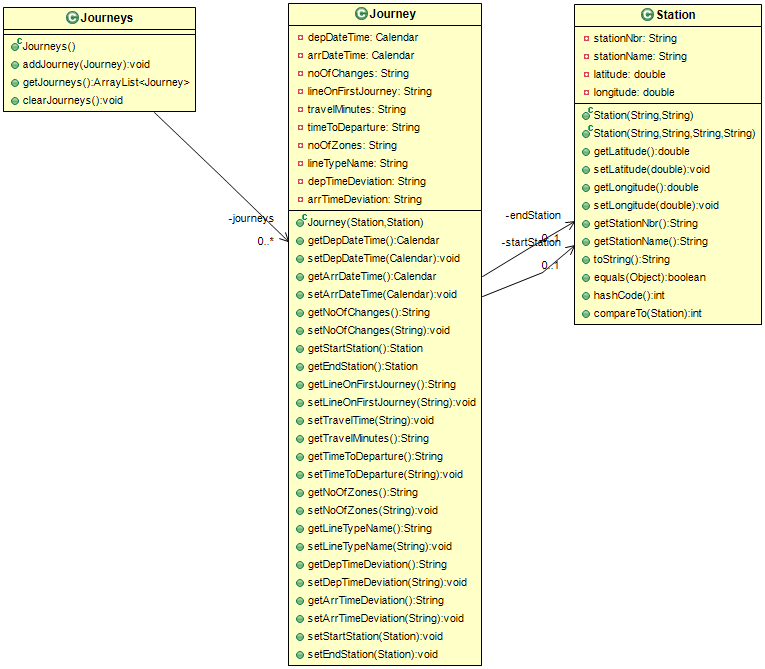 Journeys
Journeys()
addJourney(Journey):void
getJourneys():ArrayList<Journey>
clearJourneys():void
-journeys
0..*
Journey
depDateTime: Calendar
arrDateTime: Calendar
noOfChanges: String
lineOnFirstJourney: String
travelMinutes: String
timeToDeparture: String
noOfZones: String
lineTypeName: String
depTimeDeviation: String
arrTimeDeviation: String
Journey(Station,Station)
getDepDateTime():Calendar
setDepDateTime(Calendar):void
getArrDateTime():Calendar
setArrDateTime(Calendar):void
getNoOfChanges():String
setNoOfChanges(String):void
getStartStation():Station
getEndStation():Station
getLineOnFirstJourney():String
setLineOnFirstJourney(String):void
setTravelTime(String):void
getTravelMinutes():String
getTimeToDeparture():String
setTimeToDeparture(String):void
getNoOfZones():String
setNoOfZones(String):void
getLineTypeName():String
setLineTypeName(String):void
getDepTimeDeviation():String
setDepTimeDeviation(String):void
getArrTimeDeviation():String
setArrTimeDeviation(String):void
setStartStation(Station):void
setEndStation(Station):void
-endStation
0..1
-startStation
0..1
Station
stationNbr: String
stationName: String
latitude: double
longitude: double
Station(String,String)
Station(String,String,String,String)
getLatitude():double
setLatitude(double):void
getLongitude():double
setLongitude(double):void
getStationNbr():String
getStationName():String
toString():String
equals(Object):boolean
hashCode():int
compareTo(Station):int